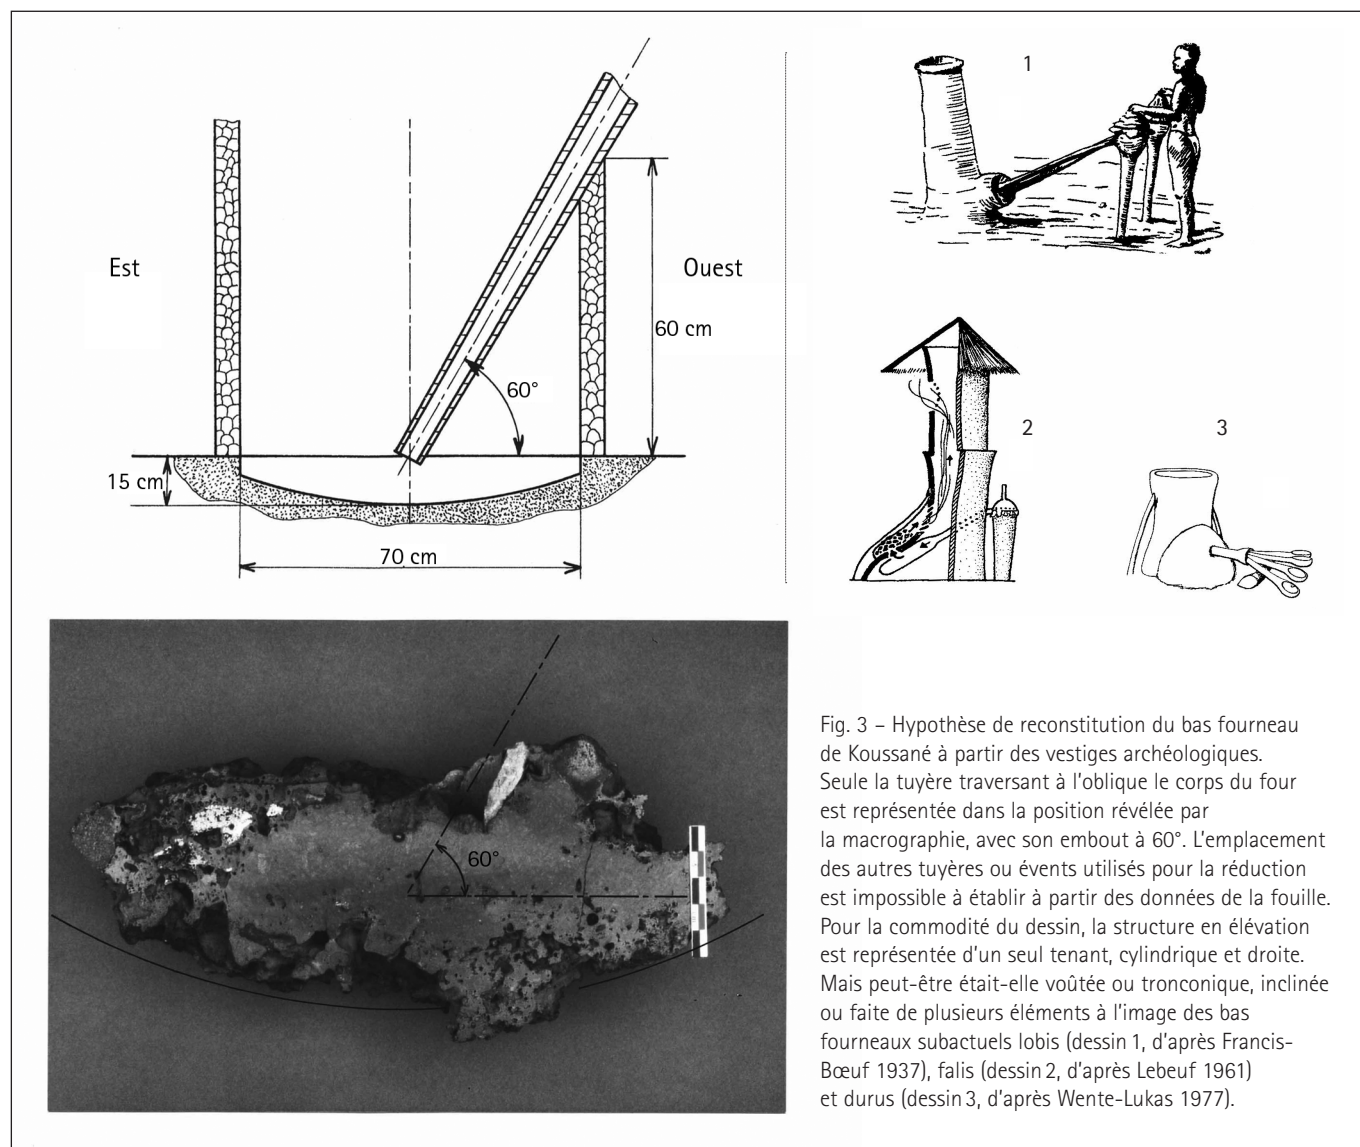 Est
Ouest
60 cm
60°
15 cm
70 cm
1
2
3
60°
Fig. 3 – Hypothèse de reconstitution du bas fourneau
de Koussané à partir des vestiges archéologiques.
Seule la tuyère traversant à l'oblique le corps du four
est représentée dans la position révélée par
la macrographie, avec son embout à 60°. L'emplacement
des autres tuyères ou évents utilisés pour la réduction
est impossible à établir à partir des données de la fouille.
Pour la commodité du dessin, la structure en élévation
est représentée d'un seul tenant, cylindrique et droite.
Mais peut-être était-elle voûtée ou tronconique, inclinée
ou faite de plusieurs éléments à l'image des bas
fourneaux subactuels lobis (dessin 1, d'après Francis-
Bœuf 1937), falis (dessin 2, d'après Lebeuf 1961)
et durus (dessin 3, d'après Wente-Lukas 1977).